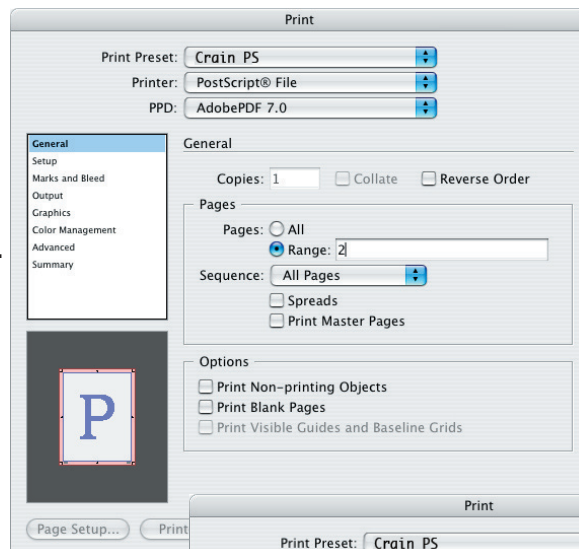 Print
Print Preset: Crain PS
Printer: PostScript® File
PPD: AdobePDF 7.0
General
Setup
Marks and Bleed
Output
Graphics
Color Management
Advanced
Summary
General
Copies: 1 Collate Reverse Order
Pages
Pages: All
Range: 2
Sequence: All Pages
Spreads
Print Master Pages
Options
Print Non-printing Objects
Print Blank Pages
Print Visible Guides and Baseline Grids
P
Page Setup... Print
Print
Print Preset: Crain PS